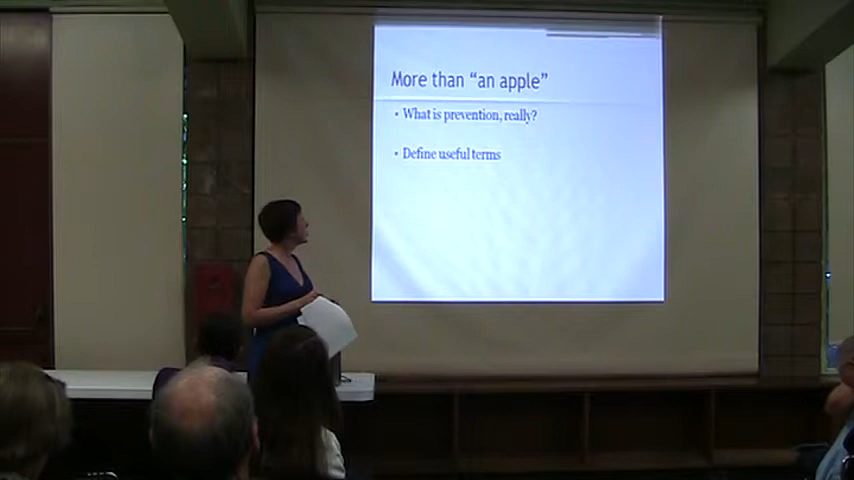 More than “an apple”
• What is prevention, really?
• Define useful terms